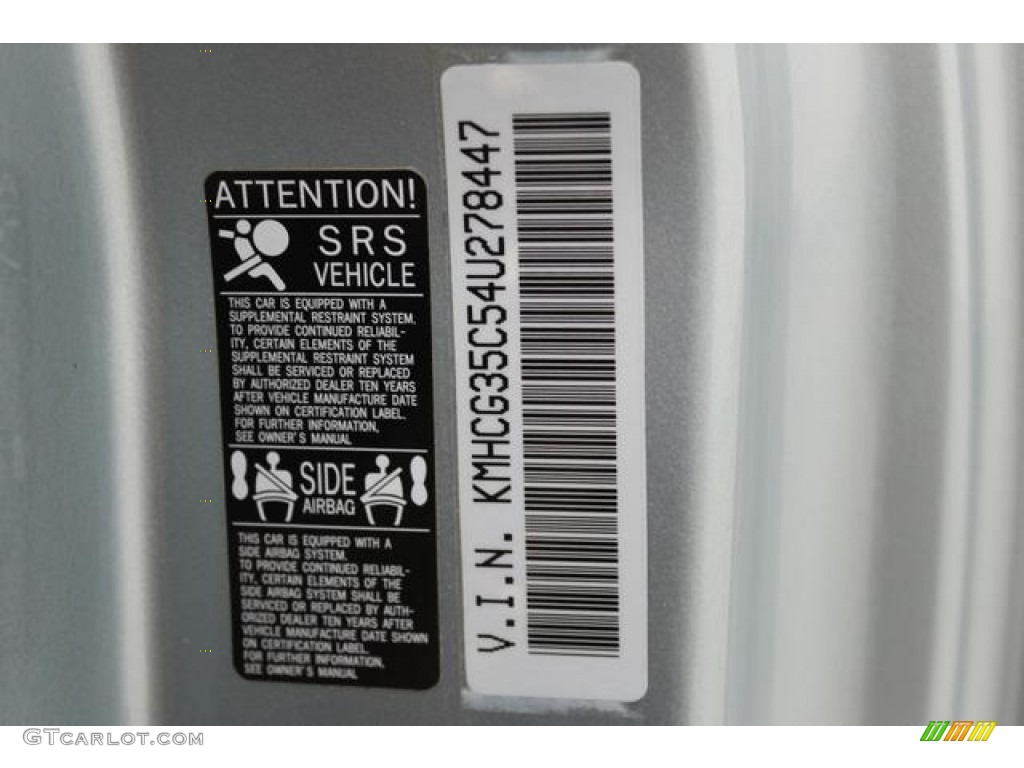 ATTENTION!
SRS
VEHICLE
THIS CAR IS EQUIPPED WITH A
SUPPLEMENTAL RESTRAINT SYSTEM.
TO PROVIDE CONTINUED RELIABIL-
ITY, CERTAIN ELEMENTS OF THE
SUPPLEMENTAL RESTRAINT SYSTEM
SHALL BE SERVICED OR REPLACED
BY AUTHORIZED DEALER TEN YEARS
AFTER VEHICLE MANUFACTURE DATE
SHOWN ON CERTIFICATION LABEL.
FOR FURTHER INFORMATION,
SEE OWNER'S MANUAL
SIDE
AIRBAG
THIS CAR IS EQUIPPED WITH A
SIDE AIRBAG SYSTEM.
TO PROVIDE CONTINUED RELIABIL-
ITY, CERTAIN ELEMENTS OF THE
SIDE AIRBAG SYSTEM SHALL BE
SERVICED OR REPLACED BY AUTH-
ORIZED DEALER TEN YEARS AFTER
VEHICLE MANUFACTURE DATE SHOWN
ON CERTIFICATION LABEL.
FOR FURTHER INFORMATION,
SEE OWNER'S MANUAL
V.I.N. KMHCG35C54U278447
GTCARLOT.COM